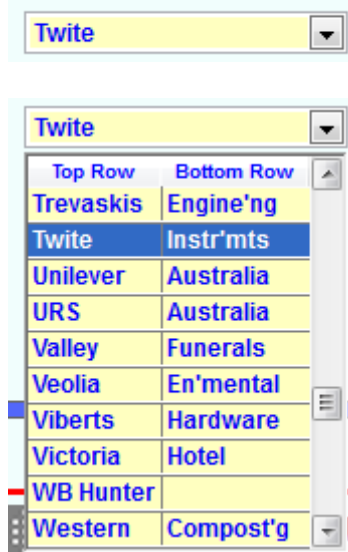 Twite
Twite
Top Row Bottom Row
Trevaskis Engine'ng
Twite Instr'mts
Unilever Australia
URS Australia
Valley Funerals
Veolia En'mental
Viberts Hardware
Victoria Hotel
WB Hunter
Western Compost'g